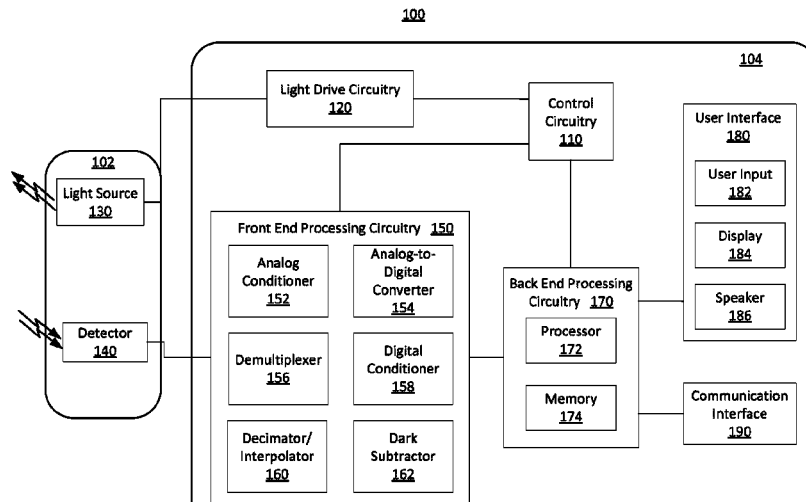 100
104
Light Drive Circuitry
120
Control
Circuitry
110
User Interface
180
User Input
182
Display
184
Speaker
186
102
Light Source
130
Detector
140
Front End Processing Circuitry 150
Analog
Conditioner
152
Analog-to-
Digital
Converter
154
Demultiplexer
156
Digital
Conditioner
158
Decimator/
Interpolator
160
Dark
Subtractor
162
Back End Processing
Circuitry 170
Processor
172
Memory
174
Communication
Interface
190